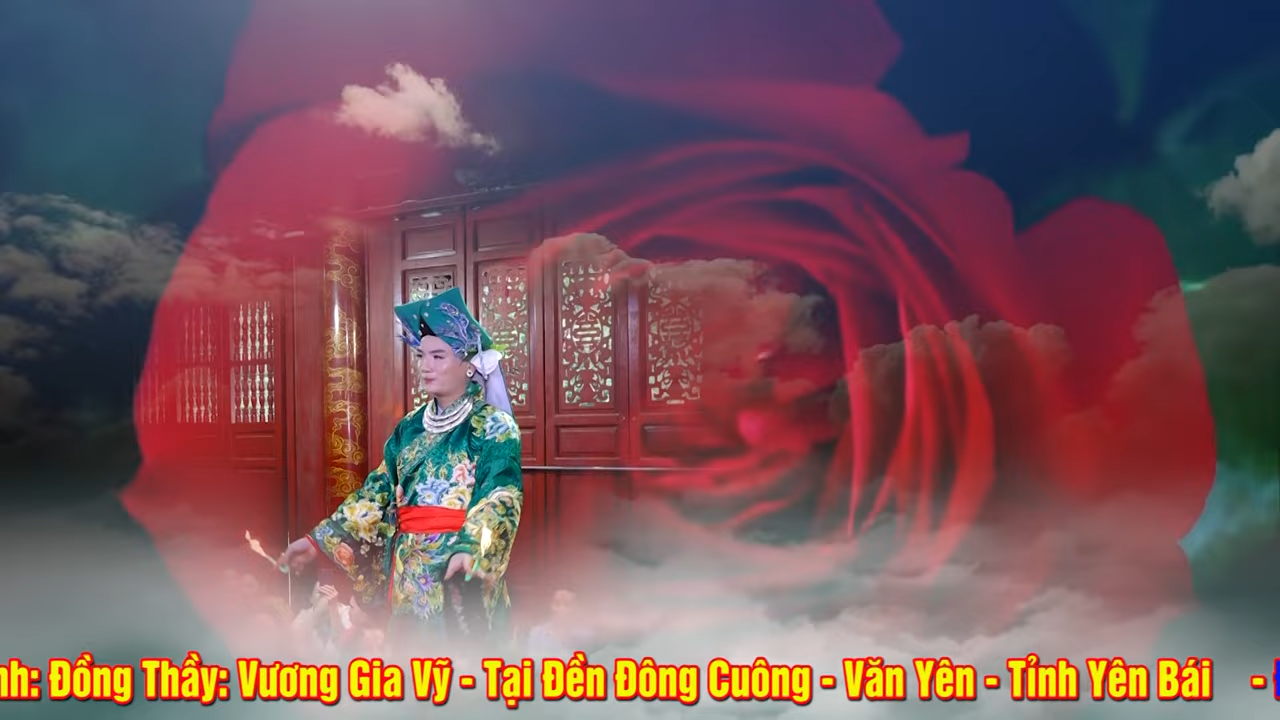 nh: Đồng Thầy: Vương Gia Vỹ - Tại Đền Đông Cuông - Văn Yên - Tỉnh Yên Bái -